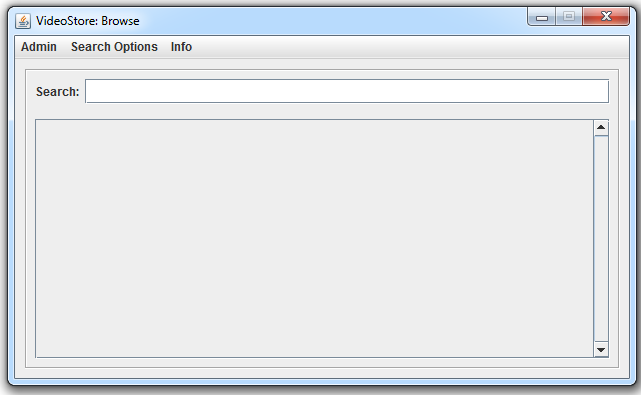 VideoStore: Browse
Admin Search Options Info
Search: